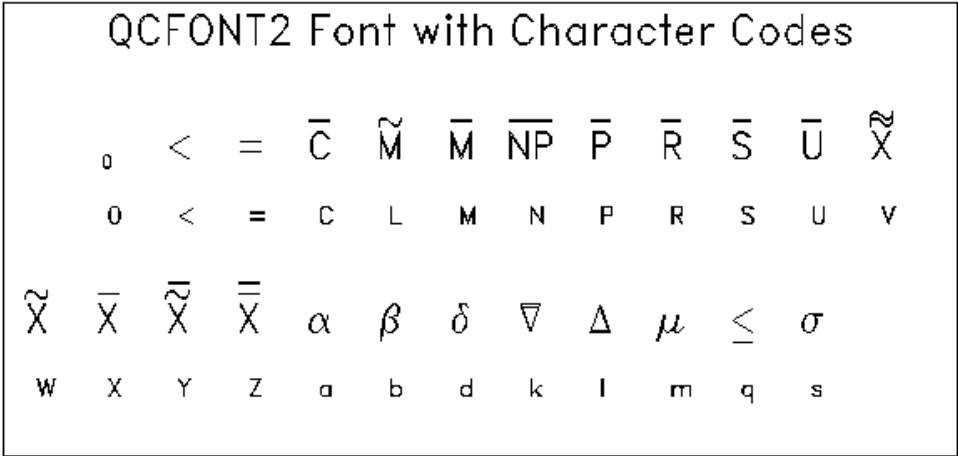 QCFONT2 Font with Character Codes
₀ < = C̅ M̃ M̅ N̅P̅ P̅ R̅ S̅ U̅ X̃̃
0 < = C L M N P R S U V
X̃ X̅ X̃̅ X̿ α β δ ∇ Δ μ ≤ σ
W X Y Z a b d k l m q s